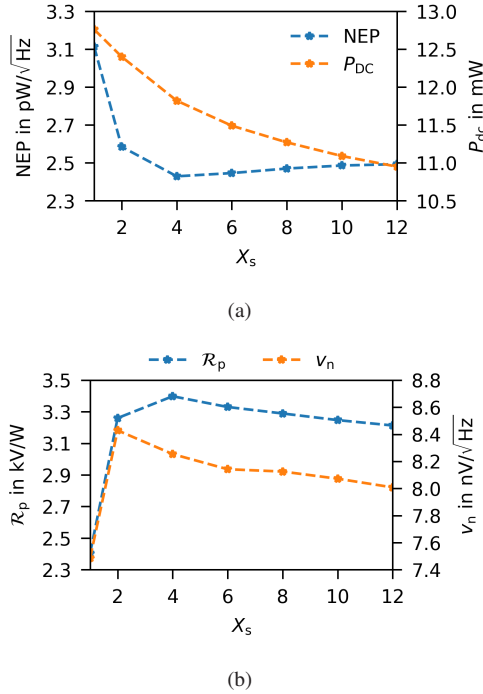 3.3
3.1
2.9
2.7
2.5
2.3
NEP in pW/√Hz
NEP
P_DC
13.0
12.5
12.0
11.5
11.0
10.5
P_dc in mW
2 4 6 8 10 12
X_s
(a)
ℛ_p v_n
3.5
3.3
3.1
2.9
2.7
2.5
2.3
ℛ_p in kV/W
8.8
8.6
8.4
8.2
8.0
7.8
7.6
7.4
v_n in nV/√Hz
2 4 6 8 10 12
X_s
(b)